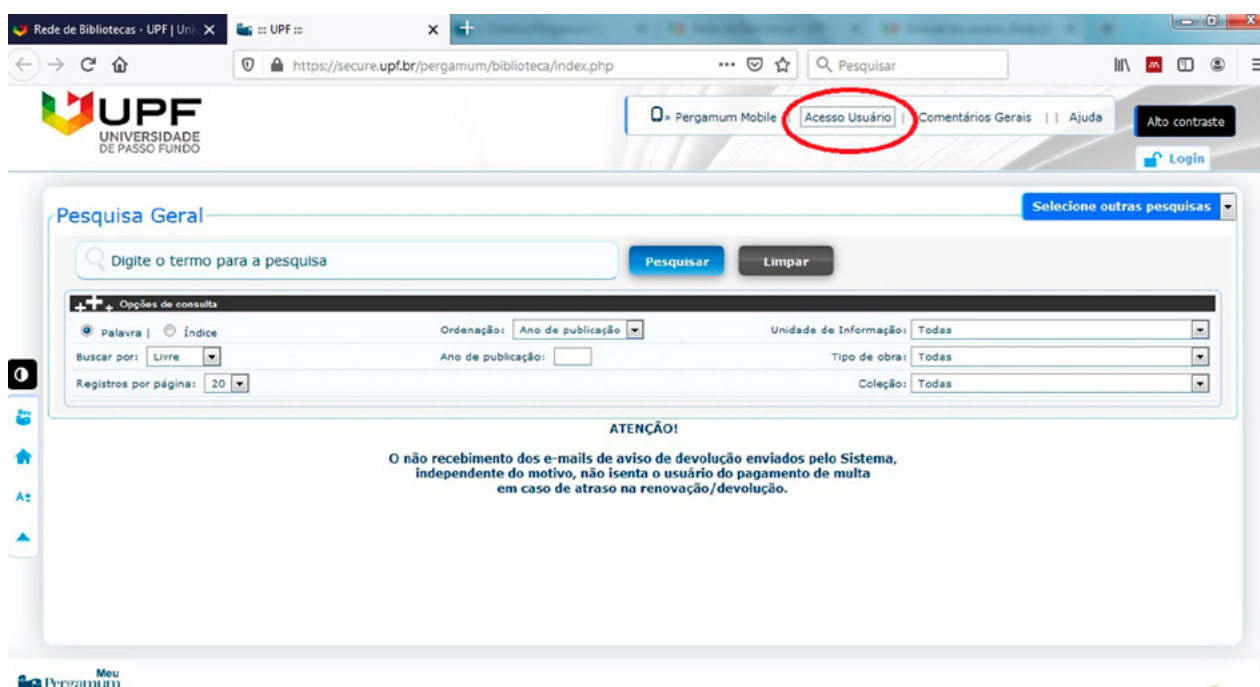 Rede de Bibliotecas - UPF | Uni
::: UPF :::
https://secure.upf.br/pergamum/biblioteca/index.php
Pesquisar
UPF
UNIVERSIDADE
DE PASSO FUNDO
» Pergamum Mobile | Acesso Usuário | Comentários Gerais | | Ajuda
Alto contraste
Login
Selecione outras pesquisas
Pesquisa Geral
Digite o termo para a pesquisa
Pesquisar
Limpar
Opções de consulta
Palavra | Índice
Ordenação: Ano de publicação
Unidade de Informação: Todas
Buscar por: Livre
Ano de publicação:
Tipo de obra: Todas
Registros por página: 20
Coleção: Todas
Meu
A±
ATENÇÃO!
O não recebimento dos e-mails de aviso de devolução enviados pelo Sistema,
independente do motivo, não isenta o usuário do pagamento de multa
em caso de atraso na renovação/devolução.
Meu
Pergamum